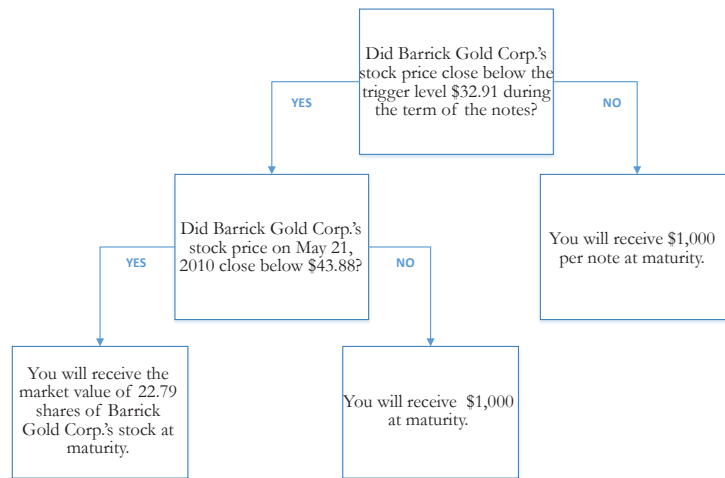 Did Barrick Gold Corp.'s
stock price close below the
trigger level $32.91 during
the term of the notes?
YES
NO
Did Barrick Gold Corp.'s
stock price on May 21,
2010 close below $43.88?
You will receive $1,000
per note at maturity.
YES
NO
You will receive the
market value of 22.79
shares of Barrick
Gold Corp.'s stock at
maturity.
You will receive $1,000
at maturity.